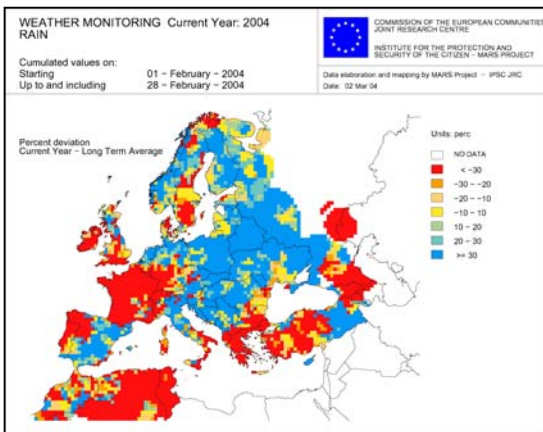 WEATHER MONITORING Current Year: 2004
RAIN
Cumulated values on:
Starting 01 - February - 2004
Up to and including 28 - February - 2004
COMMISSION OF THE EUROPEAN COMMUNITIES
JOINT RESEARCH CENTRE
INSTITUTE FOR THE PROTECTION AND
SECURITY OF THE CITIZEN - MARS PROJECT
Data elaboration and mapping by MARS Project - IPSC JRC
Date: 02 Mar 04
Percent deviation
Current Year - Long Term Average
Units: perc
NO DATA
< -30
-30 - -20
-20 - -10
-10 - 10
10 - 20
20 - 30
>= 30